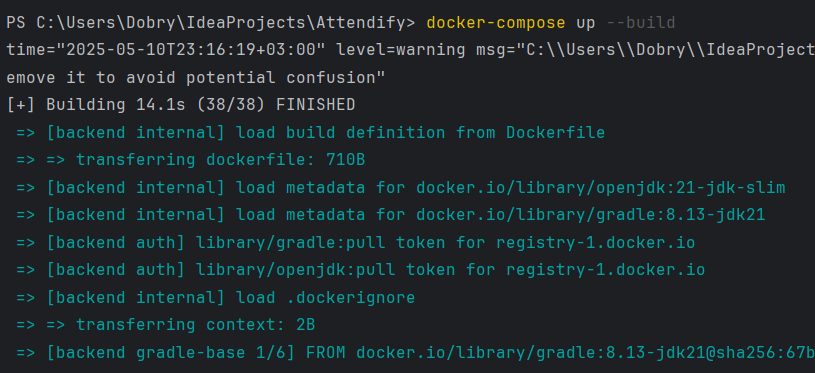 PS C:\Users\Dobry\IdeaProjects\Attendify> docker-compose up --build
time="2025-05-10T23:16:19+03:00" level=warning msg="C:\\Users\\Dobry\\IdeaProject
emove it to avoid potential confusion"
[+] Building 14.1s (38/38) FINISHED
=> [backend internal] load build definition from Dockerfile
=> => transferring dockerfile: 710B
=> [backend internal] load metadata for docker.io/library/openjdk:21-jdk-slim
=> [backend internal] load metadata for docker.io/library/gradle:8.13-jdk21
=> [backend auth] library/gradle:pull token for registry-1.docker.io
=> [backend auth] library/openjdk:pull token for registry-1.docker.io
=> [backend internal] load .dockerignore
=> => transferring context: 2B
=> [backend gradle-base 1/6] FROM docker.io/library/gradle:8.13-jdk21@sha256:67b